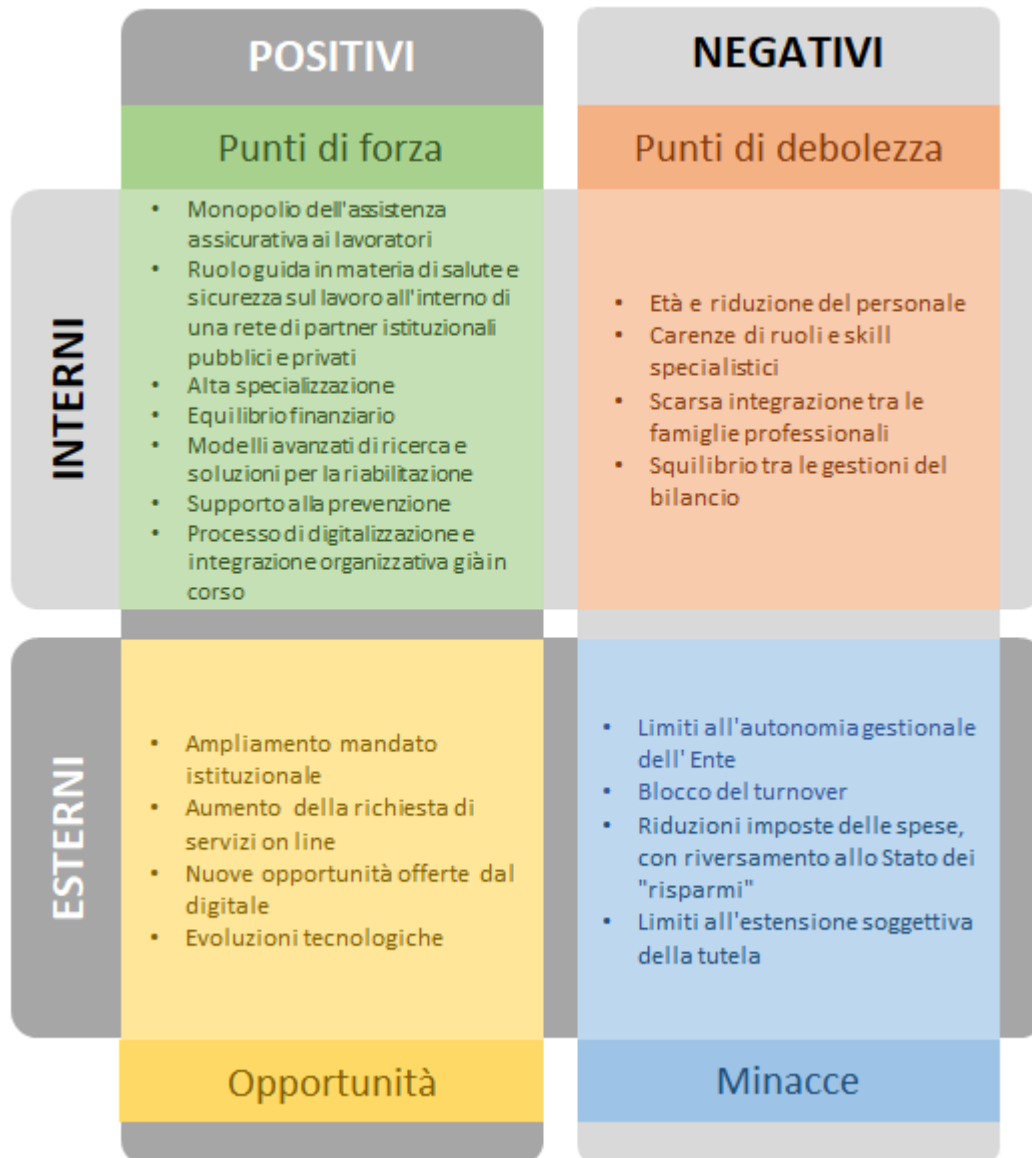 POSITIVI
NEGATIVI
Punti di forza
Punti di debolezza
INTERNI
• Monopolio dell'assistenza
assicurativa ai lavoratori
• Ruolo guida in materia di salute e
sicurezza sul lavoro all'interno di
una rete di partner istituzionali
pubblici e privati
• Alta specializzazione
• Equilibrio finanziario
• Modelli avanzati di ricerca e
soluzioni per la riabilitazione
• Supporto alla prevenzione
• Processo di digitalizzazione e
integrazione organizzativa già in
corso
• Età e riduzione del personale
• Carenze di ruoli e skill
specialistici
• Scarsa integrazione tra le
famiglie professionali
• Squilibrio tra le gestioni del
bilancio
ESTERNI
• Ampliamento mandato
istituzionale
• Aumento della richiesta di
servizi on line
• Nuove opportunità offerte dal
digitale
• Evoluzioni tecnologiche
• Limiti all'autonomia gestionale
dell' Ente
• Blocco del turnover
• Riduzioni imposte delle spese,
con riversamento allo Stato dei
"risparmi"
• Limiti all'estensione soggettiva
della tutela
Opportunità
Minacce